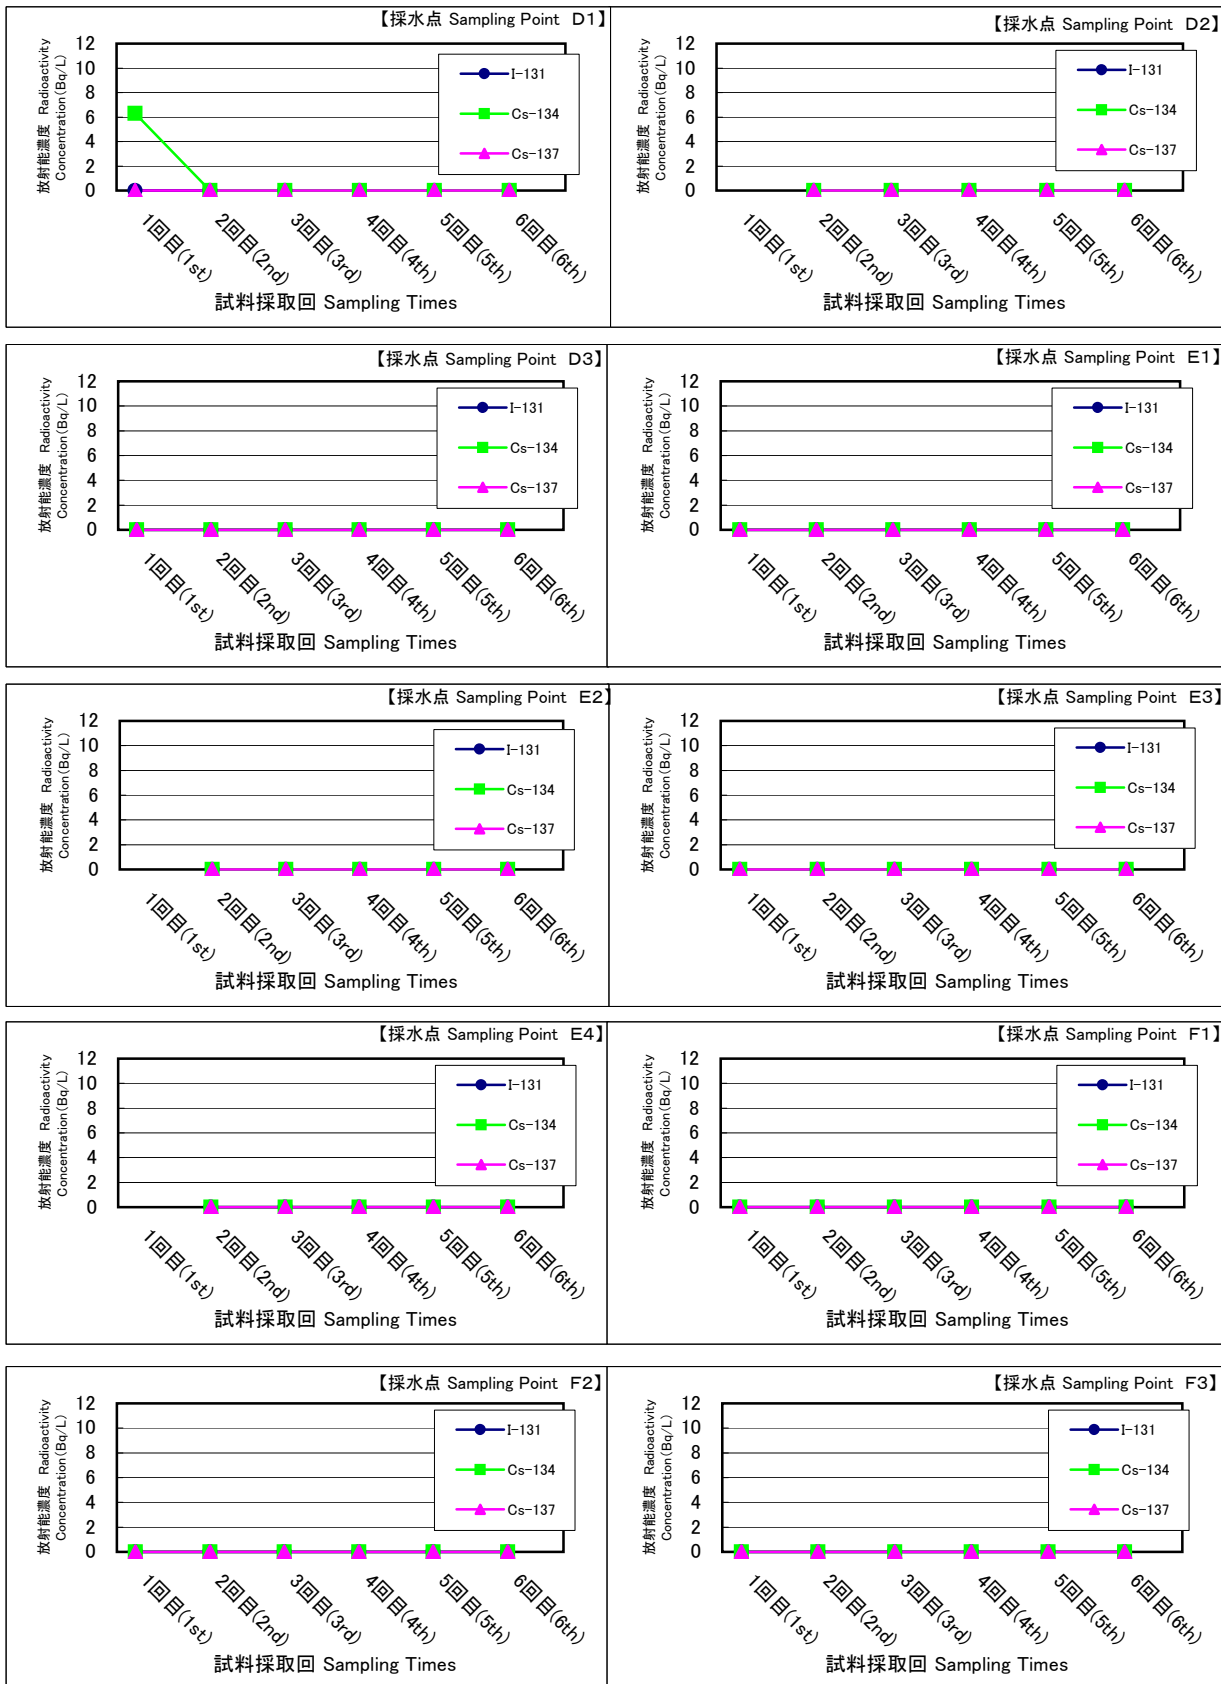 【採水点 Sampling Point D1】
放射能濃度 Radioactivity
Concentration(Bq/L)
12
10
8
6
4
2
0
I-131
Cs-134
Cs-137
1回目(1st)
2回目(2nd)
3回目(3rd)
4回目(4th)
5回目(5th)
6回目(6th)
試料採取回 Sampling Times
【採水点 Sampling Point D2】
放射能濃度 Radioactivity
Concentration(Bq/L)
12
10
8
6
4
2
0
I-131
Cs-134
Cs-137
1回目(1st)
2回目(2nd)
3回目(3rd)
4回目(4th)
5回目(5th)
6回目(6th)
試料採取回 Sampling Times
【採水点 Sampling Point D3】
放射能濃度 Radioactivity
Concentration(Bq/L)
12
10
8
6
4
2
0
I-131
Cs-134
Cs-137
1回目(1st)
2回目(2nd)
3回目(3rd)
4回目(4th)
5回目(5th)
6回目(6th)
試料採取回 Sampling Times
【採水点 Sampling Point E1】
放射能濃度 Radioactivity
Concentration(Bq/L)
12
10
8
6
4
2
0
I-131
Cs-134
Cs-137
1回目(1st)
2回目(2nd)
3回目(3rd)
4回目(4th)
5回目(5th)
6回目(6th)
試料採取回 Sampling Times
【採水点 Sampling Point E2】
放射能濃度 Radioactivity
Concentration(Bq/L)
12
10
8
6
4
2
0
I-131
Cs-134
Cs-137
1回目(1st)
2回目(2nd)
3回目(3rd)
4回目(4th)
5回目(5th)
6回目(6th)
試料採取回 Sampling Times
【採水点 Sampling Point E3】
放射能濃度 Radioactivity
Concentration(Bq/L)
12
10
8
6
4
2
0
I-131
Cs-134
Cs-137
1回目(1st)
2回目(2nd)
3回目(3rd)
4回目(4th)
5回目(5th)
6回目(6th)
試料採取回 Sampling Times
【採水点 Sampling Point E4】
放射能濃度 Radioactivity
Concentration(Bq/L)
12
10
8
6
4
2
0
I-131
Cs-134
Cs-137
1回目(1st)
2回目(2nd)
3回目(3rd)
4回目(4th)
5回目(5th)
6回目(6th)
試料採取回 Sampling Times
【採水点 Sampling Point F1】
放射能濃度 Radioactivity
Concentration(Bq/L)
12
10
8
6
4
2
0
I-131
Cs-134
Cs-137
1回目(1st)
2回目(2nd)
3回目(3rd)
4回目(4th)
5回目(5th)
6回目(6th)
試料採取回 Sampling Times
【採水点 Sampling Point F2】
放射能濃度 Radioactivity
Concentration(Bq/L)
12
10
8
6
4
2
0
I-131
Cs-134
Cs-137
1回目(1st)
2回目(2nd)
3回目(3rd)
4回目(4th)
5回目(5th)
6回目(6th)
試料採取回 Sampling Times
【採水点 Sampling Point F3】
放射能濃度 Radioactivity
Concentration(Bq/L)
12
10
8
6
4
2
0
I-131
Cs-134
Cs-137
1回目(1st)
2回目(2nd)
3回目(3rd)
4回目(4th)
5回目(5th)
6回目(6th)
試料採取回 Sampling Times